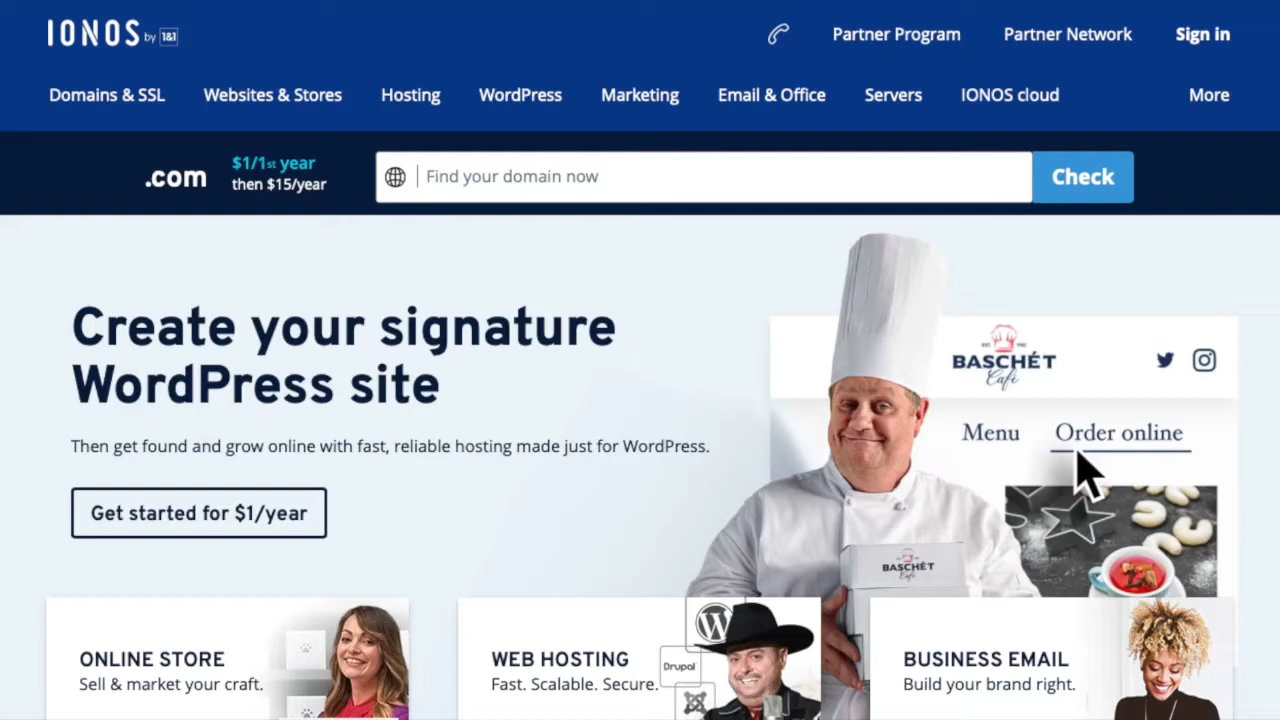 IONOS by 1&1
Partner Program
Partner Network
Sign in
Domains & SSL
Websites & Stores
Hosting
WordPress
Marketing
Email & Office
Servers
IONOS cloud
More
.com
$1/1st year
then $15/year
Find your domain now
Check
Create your signature
WordPress site
Then get found and grow online with fast, reliable hosting made just for WordPress.
Get started for $1/year
BASCHÉT
Café
Menu
Order online
BASCHÉT
Café
ONLINE STORE
Sell & market your craft.
WEB HOSTING
Fast. Scalable. Secure.
Drupal
BUSINESS EMAIL
Build your brand right.